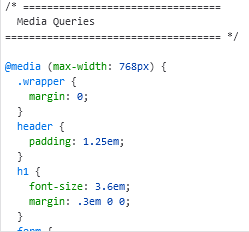 /* ================================
  Media Queries
================================ */

@media (max-width: 768px) {
  .wrapper {
    margin: 0;
  }
  header {
    padding: 1.25em;
  }
  h1 {
    font-size: 3.6em;
    margin: .3em 0 0;
  }
  form {